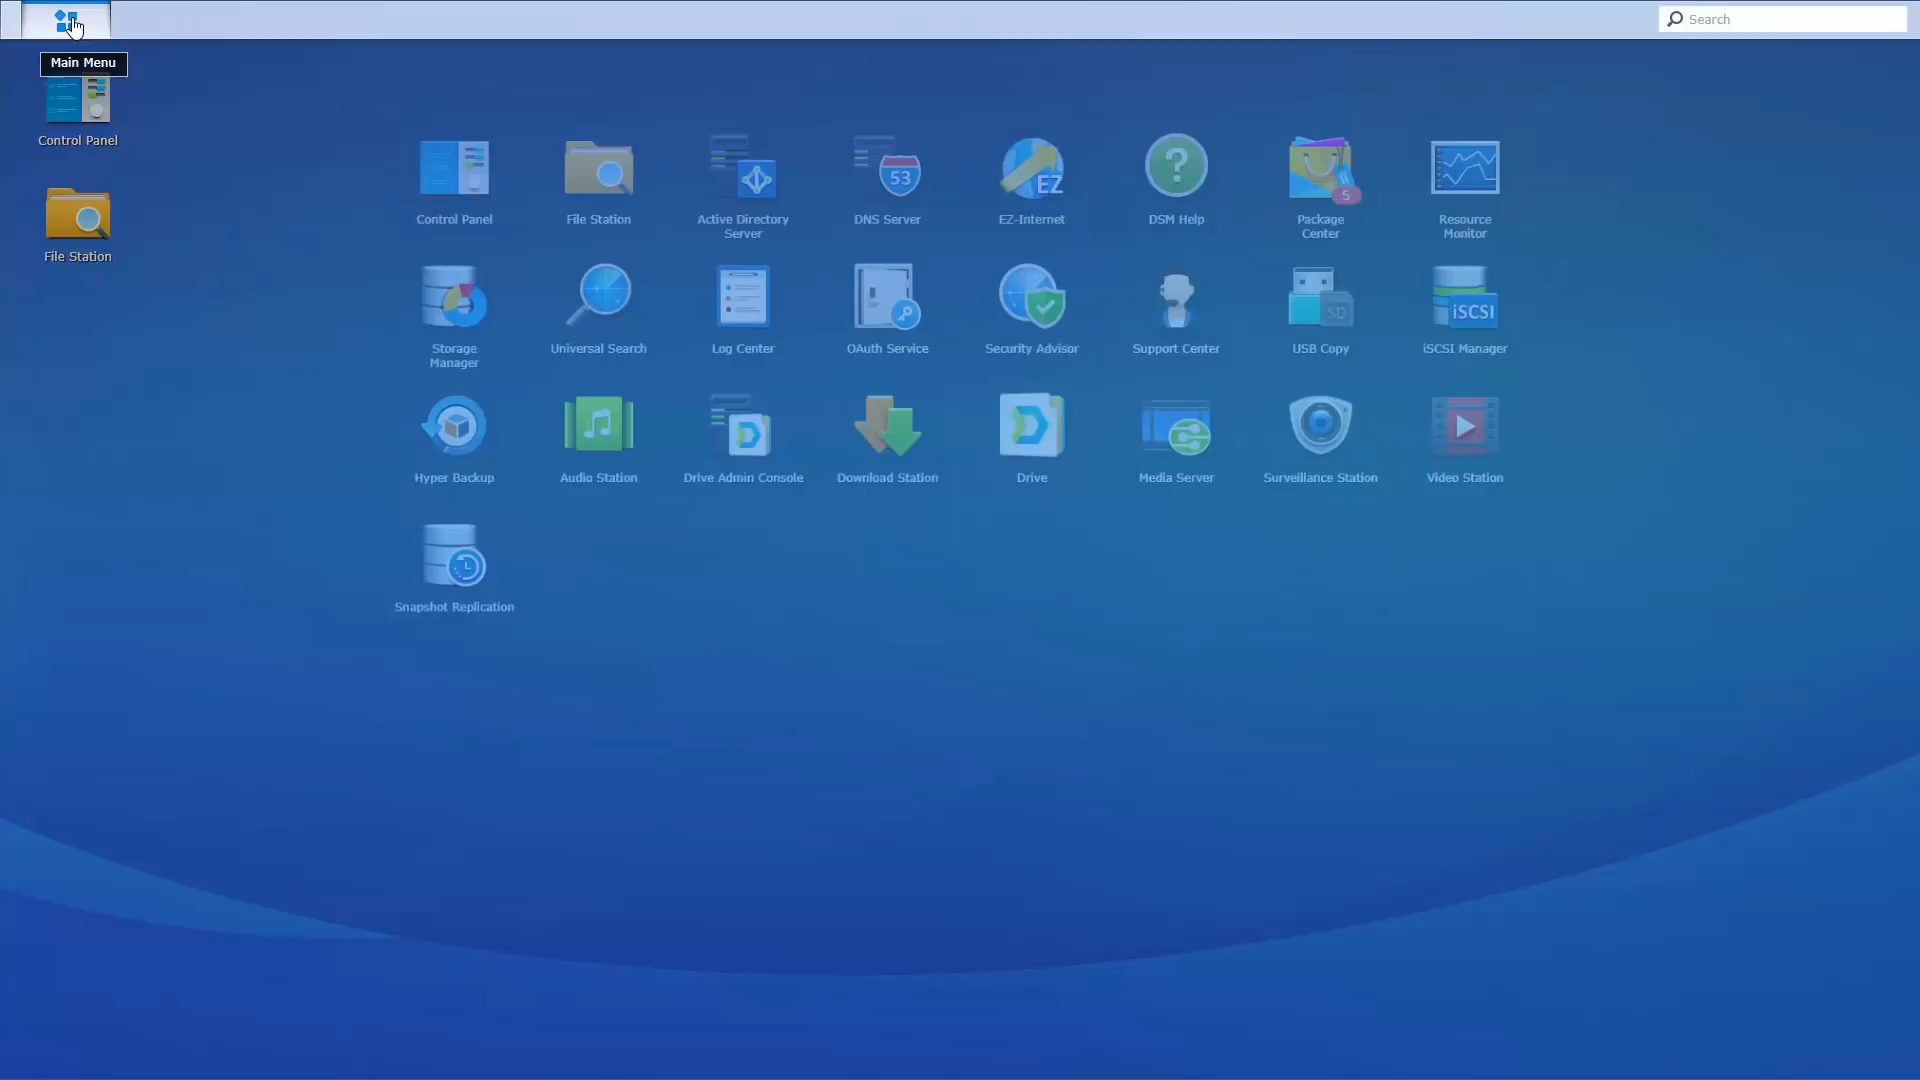 Search
Main Menu
Control Panel
File Station
Control Panel
File Station
Active Directory
Server
53
DNS Server
EZ
EZ-Internet
?
DSM Help
5
Package
Center
Resource
Monitor
Storage
Manager
Universal Search
Log Center
OAuth Service
Security Advisor
Support Center
SD
USB Copy
iSCSI
iSCSI Manager
Hyper Backup
Audio Station
Drive Admin Console
Download Station
Drive
Media Server
Surveillance Station
Video Station
Snapshot Replication